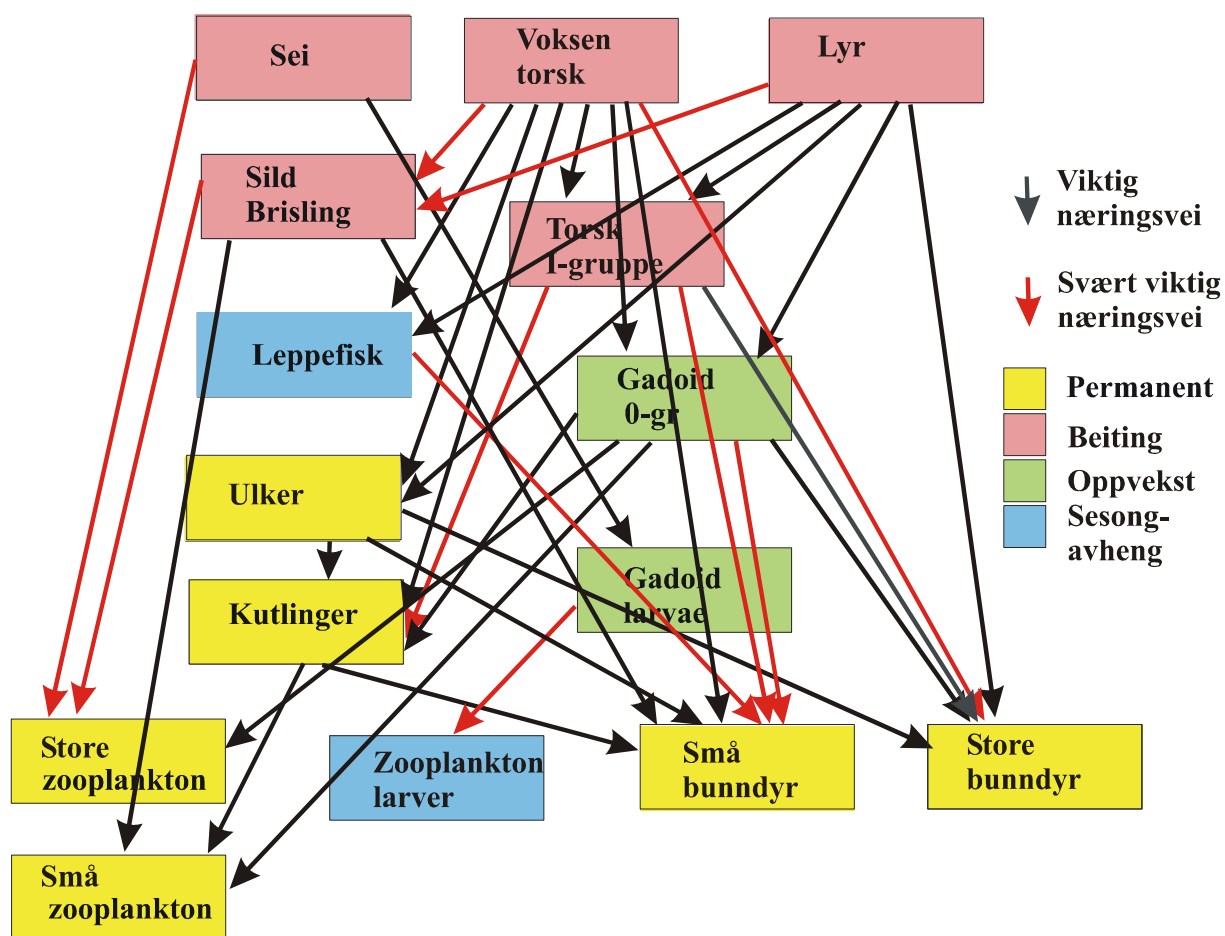 Sei
Voksen
torsk
Lyr
Sild
Brisling
Torsk
I-gruppe
Viktig
næringsvei
Svært viktig
næringsvei
Leppefisk
Gadoid
0-gr
Permanent
Beiting
Oppvekst
Sesong-
avheng
Ulker
Kutlinger
Gadoid
larvae
Store
zooplankton
Zooplankton
larver
Små
bunndyr
Store
bunndyr
Små
zooplankton